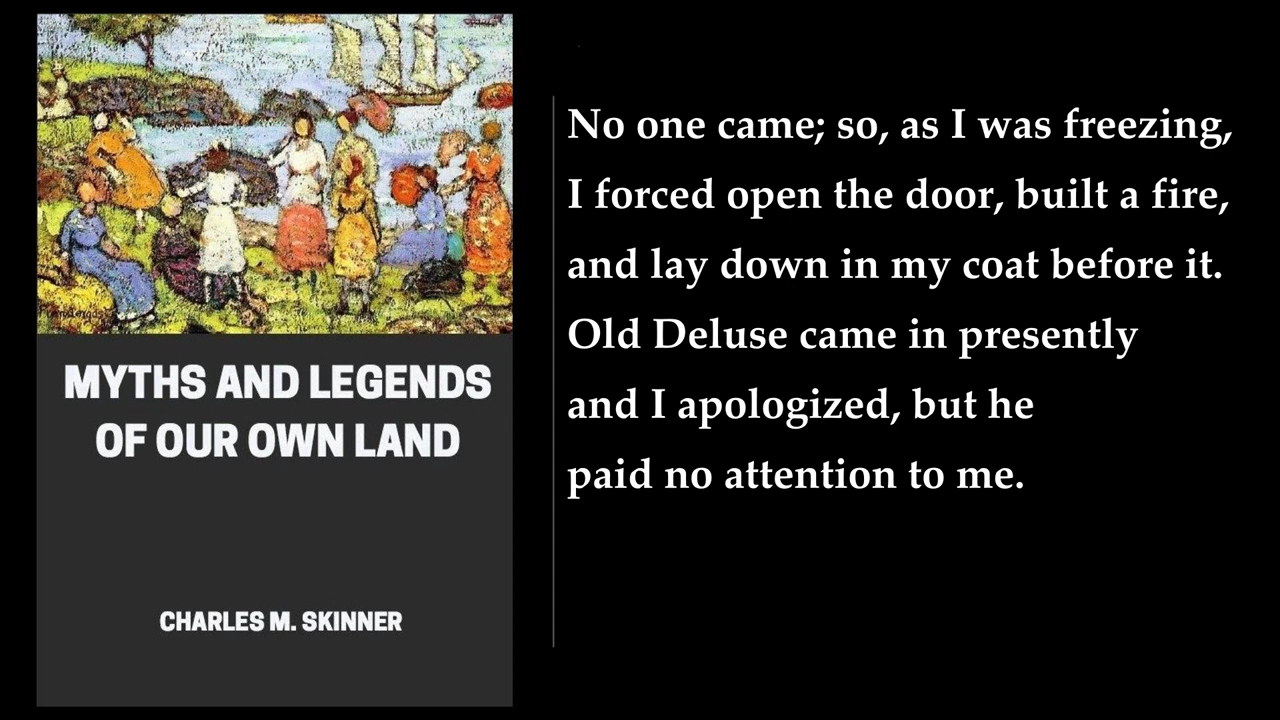 MYTHS AND LEGENDS
OF OUR OWN LAND
CHARLES M. SKINNER
No one came; so, as I was freezing,
I forced open the door, built a fire,
and lay down in my coat before it.
Old Deluse came in presently
and I apologized, but he
paid no attention to me.